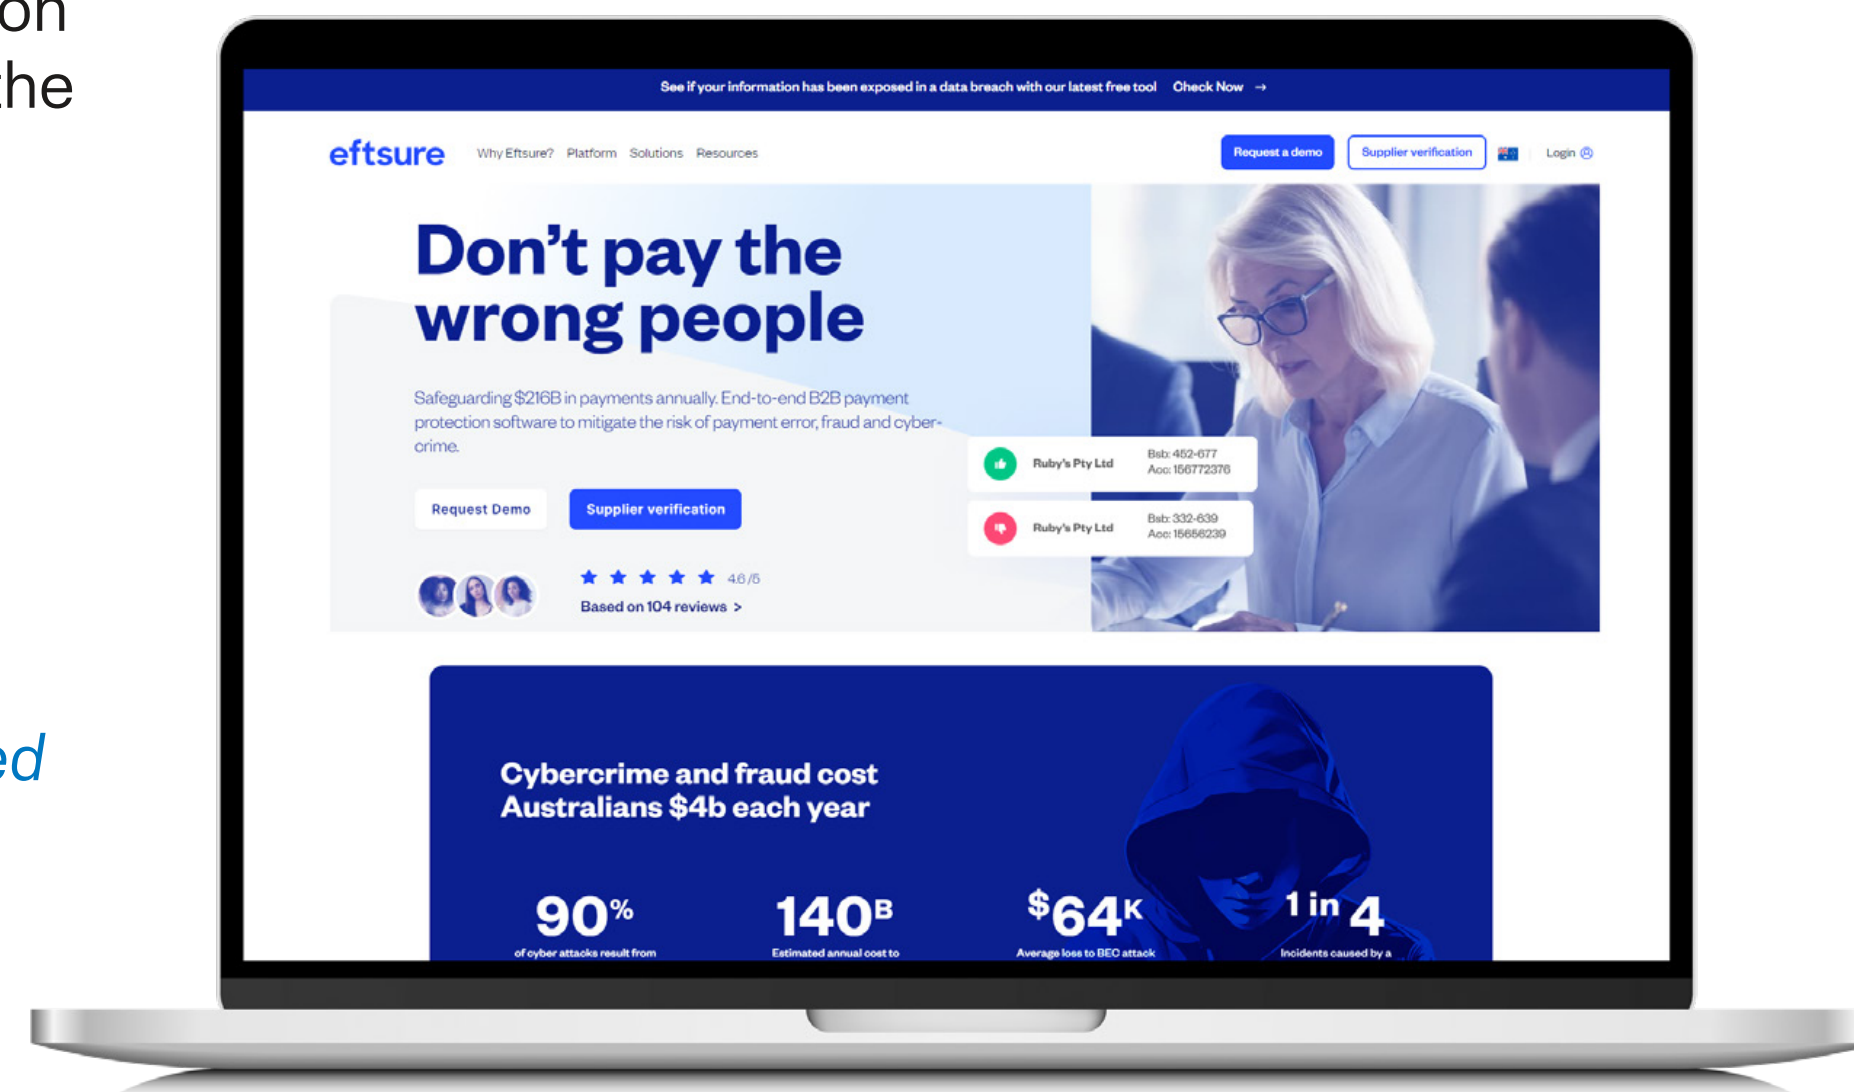 on
the
ed
See if your information has been exposed in a data breach with our latest free tool Check Now →
eftsure Why Eftsure? Platform Solutions Resources Request a demo Supplier verification Login
Don't pay the
wrong people
Safeguarding $216B in payments annually. End-to-end B2B payment
protection software to mitigate the risk of payment error, fraud and cyber-
crime.
Ruby's Pty Ltd Bsb: 452-677
Acc: 156772376
Ruby's Pty Ltd Bsb: 332-639
Acc: 15656239
Request Demo Supplier verification
4.6/5
Based on 104 reviews >
Cybercrime and fraud cost
Australians $4b each year
90% 140B $64K 1 in 4
of cyber attacks result from Estimated annual cost to Average loss to BEC attack Incidents caused by a